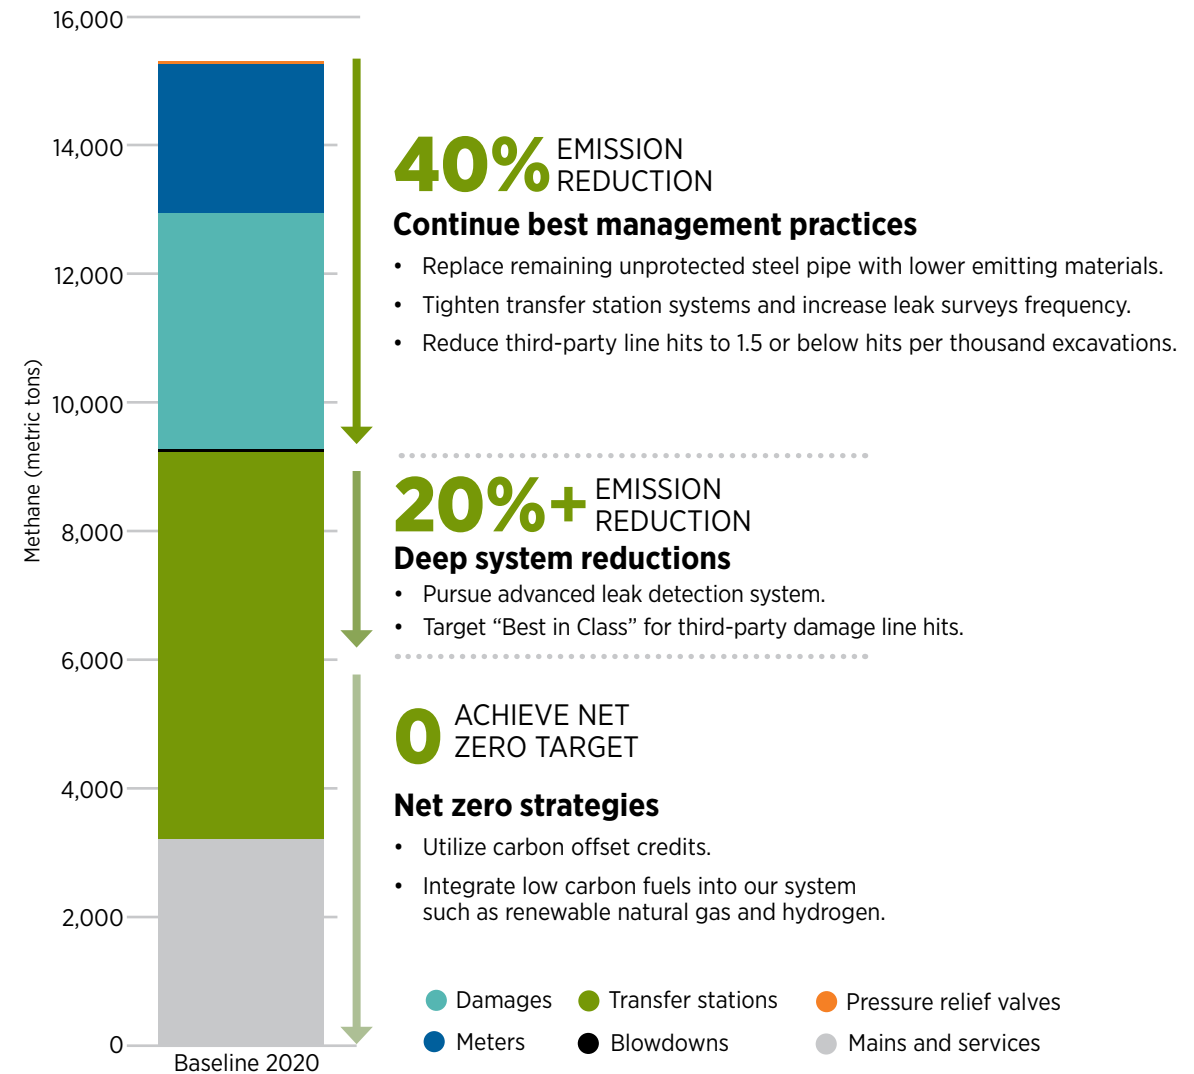 Methane (metric tons)
16,000
14,000
12,000
10,000
8,000
6,000
4,000
2,000
0
Baseline 2020
40% EMISSION
REDUCTION
Continue best management practices
• Replace remaining unprotected steel pipe with lower emitting materials.
• Tighten transfer station systems and increase leak surveys frequency.
• Reduce third-party line hits to 1.5 or below hits per thousand excavations.
20%+ EMISSION
REDUCTION
Deep system reductions
• Pursue advanced leak detection system.
• Target “Best in Class” for third-party damage line hits.
0 ACHIEVE NET
ZERO TARGET
Net zero strategies
• Utilize carbon offset credits.
• Integrate low carbon fuels into our system
such as renewable natural gas and hydrogen.
Damages Transfer stations Pressure relief valves
Meters Blowdowns Mains and services